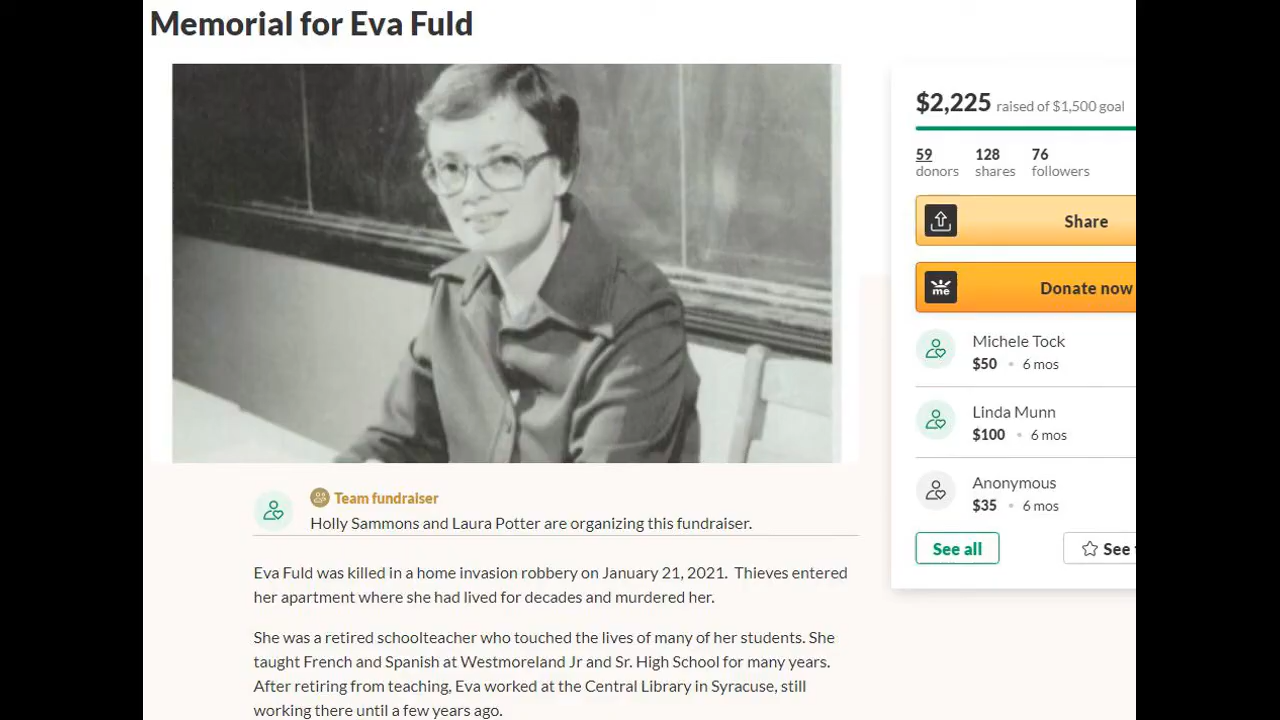 Memorial for Eva Fuld
$2,225 raised of $1,500 goal
59 128 76
donors shares followers
Share
me Donate now
Michele Tock
$50 • 6 mos
Linda Munn
$100 • 6 mos
Anonymous
$35 • 6 mos
See all See
Team fundraiser
Holly Sammons and Laura Potter are organizing this fundraiser.
Eva Fuld was killed in a home invasion robbery on January 21, 2021. Thieves entered
her apartment where she had lived for decades and murdered her.
She was a retired schoolteacher who touched the lives of many of her students. She
taught French and Spanish at Westmoreland Jr and Sr. High School for many years.
After retiring from teaching, Eva worked at the Central Library in Syracuse, still
working there until a few years ago.